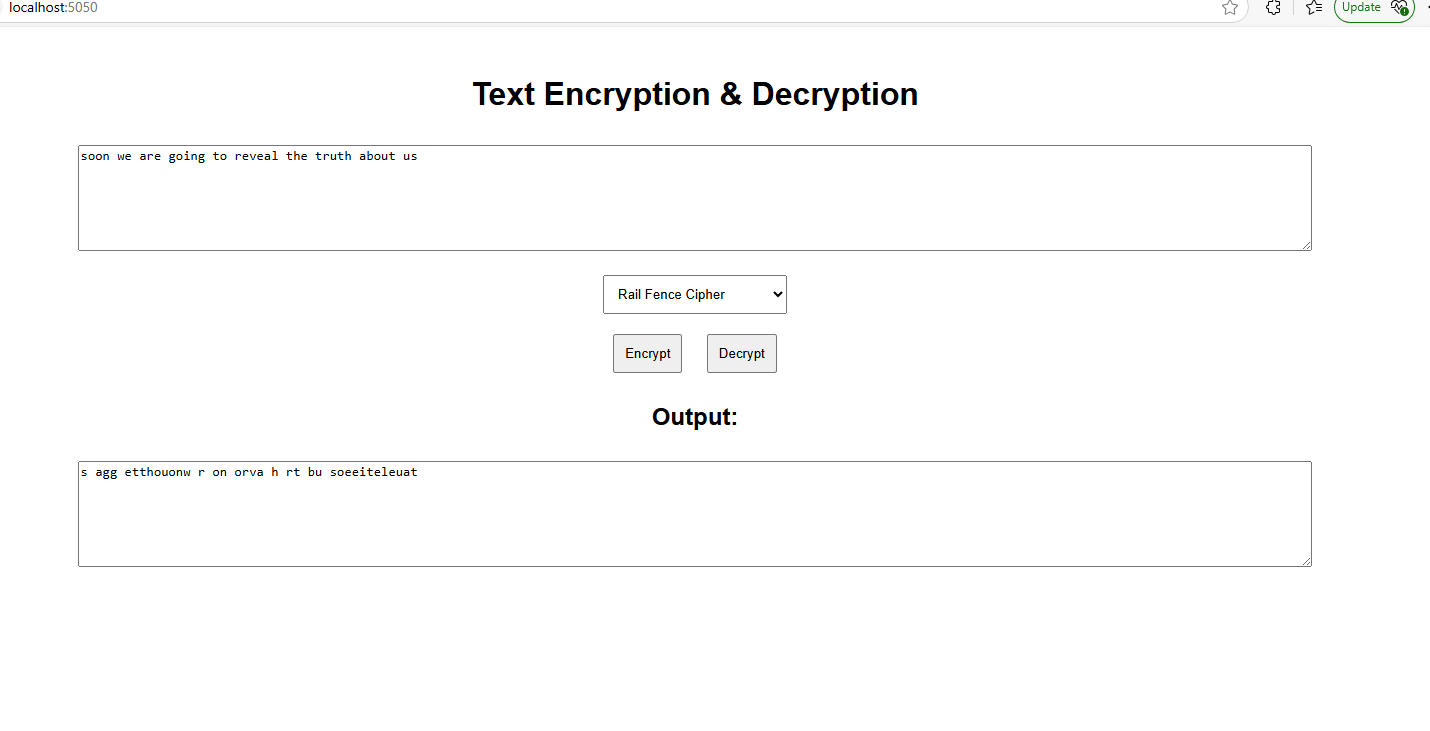 localhost:5050
Update
Text Encryption & Decryption
soon we are going to reveal the truth about us
Rail Fence Cipher
Encrypt Decrypt
Output:
s agg etthouonw r on orva h rt bu soeeiteleuat